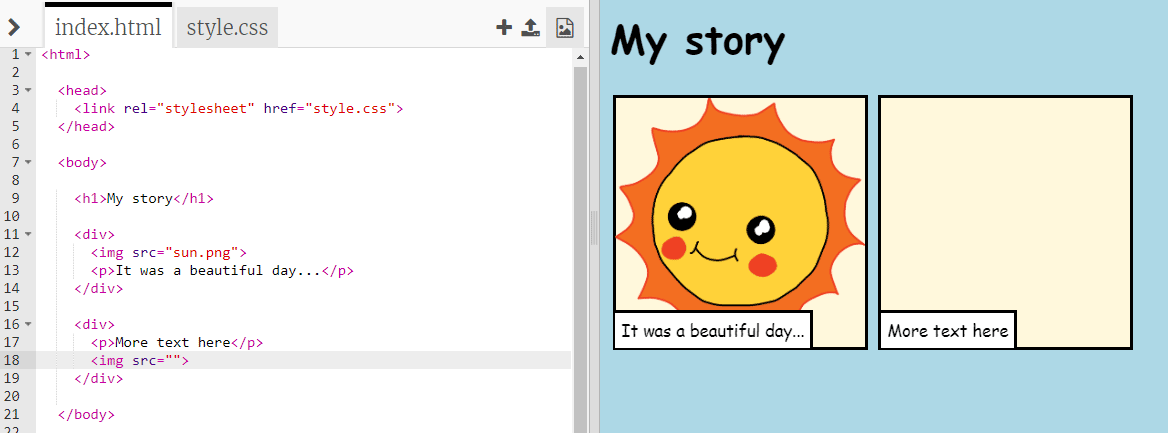 index.html style.css
1 <html>
2
3 <head>
4 <link rel="stylesheet" href="style.css">
5 </head>
6
7 <body>
8
9 <h1>My story</h1>
10
11 <div>
12 <img src="sun.png">
13 <p>It was a beautiful day...</p>
14 </div>
15
16 <div>
17 <p>More text here</p>
18 <img src="">
19 </div>
20
21 </body>
22
My story
It was a beautiful day...
More text here